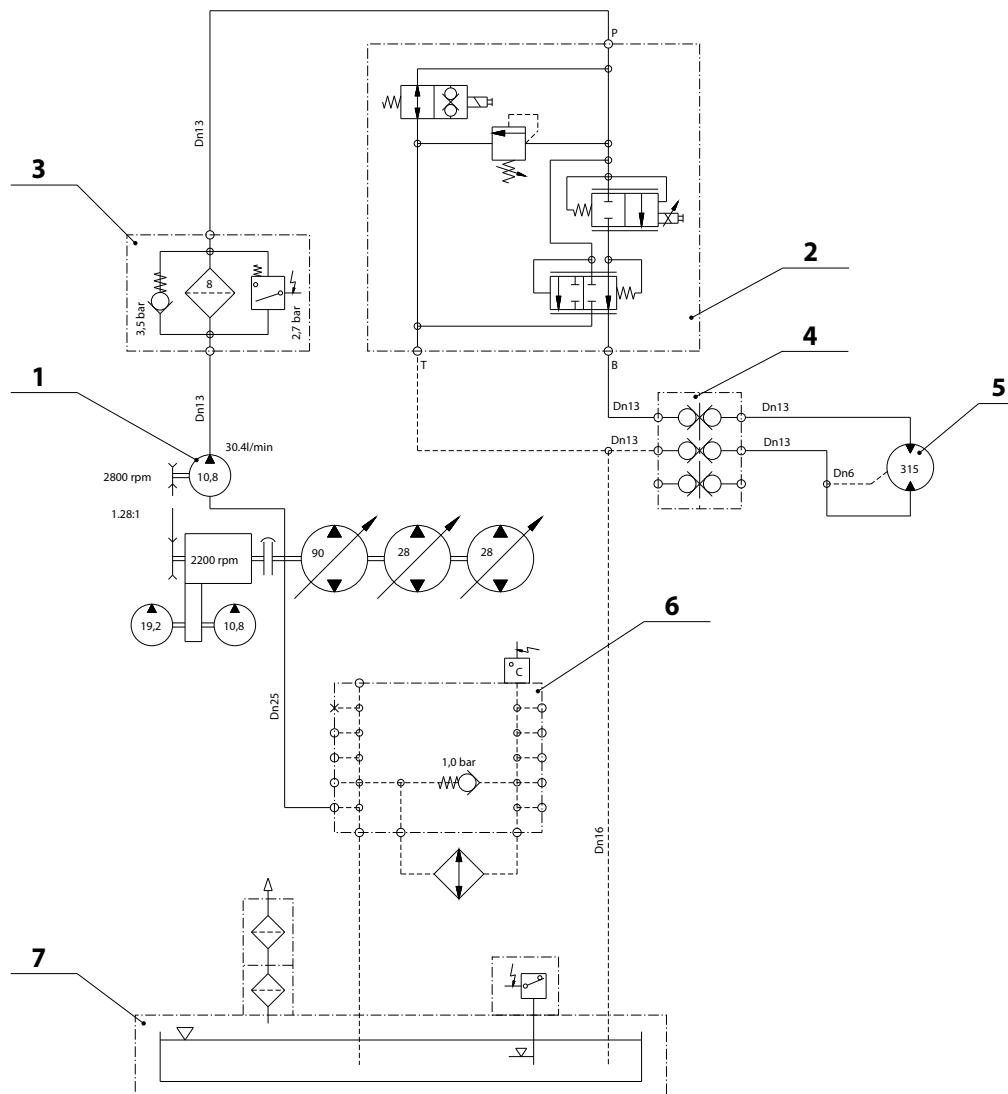 P
Dn13
3
8
3,5 bar
2,7 bar
2
4
T
B
1
Dn13
Dn13
Dn13
5
30.4l/min
Dn13
Dn13
2800 rpm
10,8
Dn6
315
1.28:1
2200 rpm
90
28
28
19,2
10,8
6
C
Dn25
1,0 bar
Dn16
7